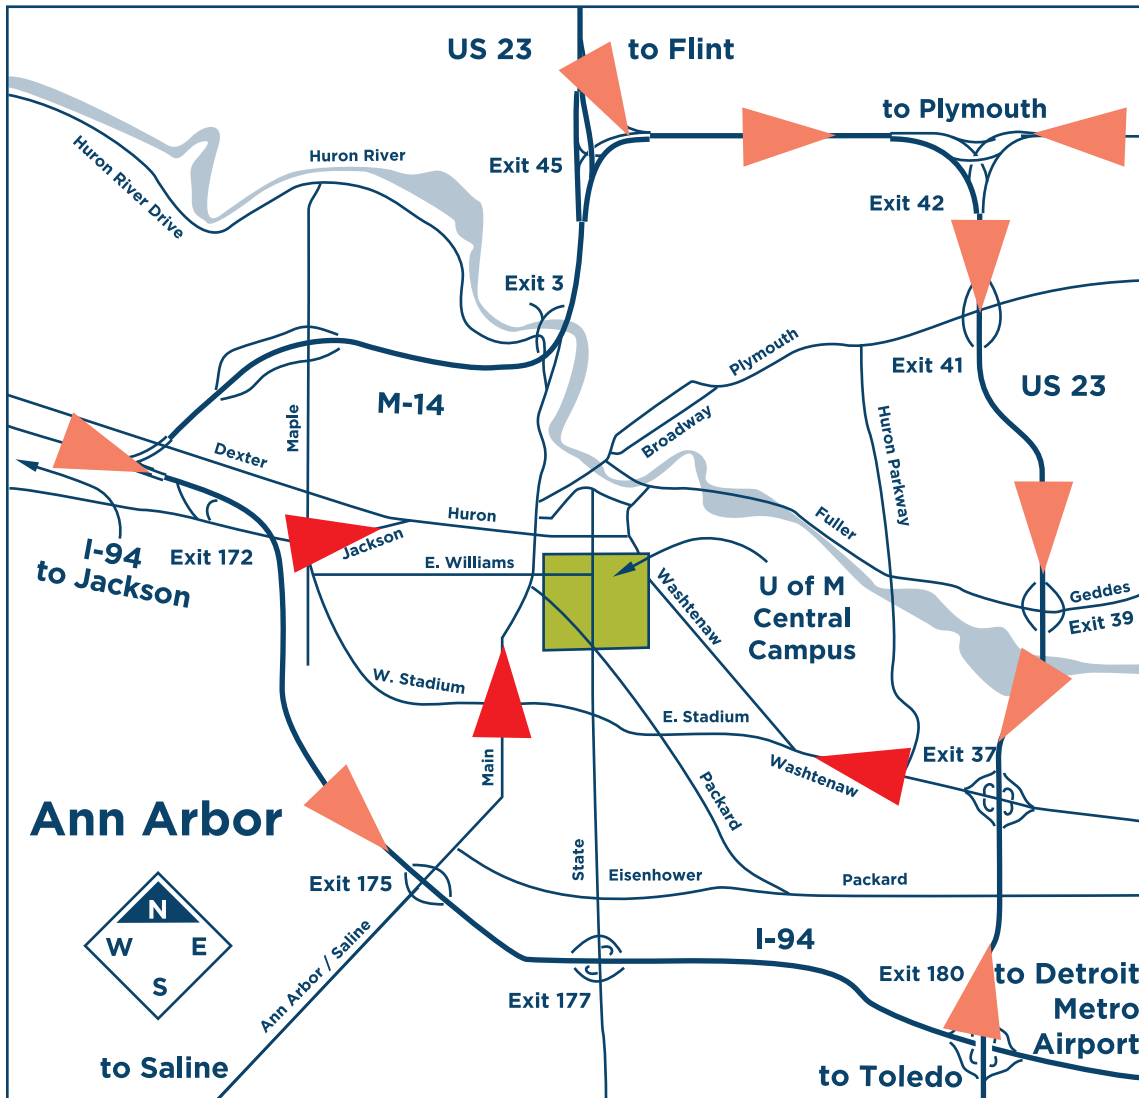 US 23
to Flint
to Plymouth
Huron River
Exit 45
Huron River Drive
Exit 42
Exit 3
Plymouth
Exit 41
US 23
M-14
Broadway
Maple
Dexter
Huron Parkway
Huron
Fuller
Jackson
I-94
to Jackson
Exit 172
E. Williams
Washtenaw
U of M
Central
Campus
Geddes
Exit 39
W. Stadium
E. Stadium
Exit 37
Main
Washtenaw
Packard
Ann Arbor
State
Exit 175
Eisenhower
Packard
N
W
E
S
Ann Arbor / Saline
I-94
Exit 177
Exit 180
to Detroit
Metro
Airport
to Saline
to Toledo